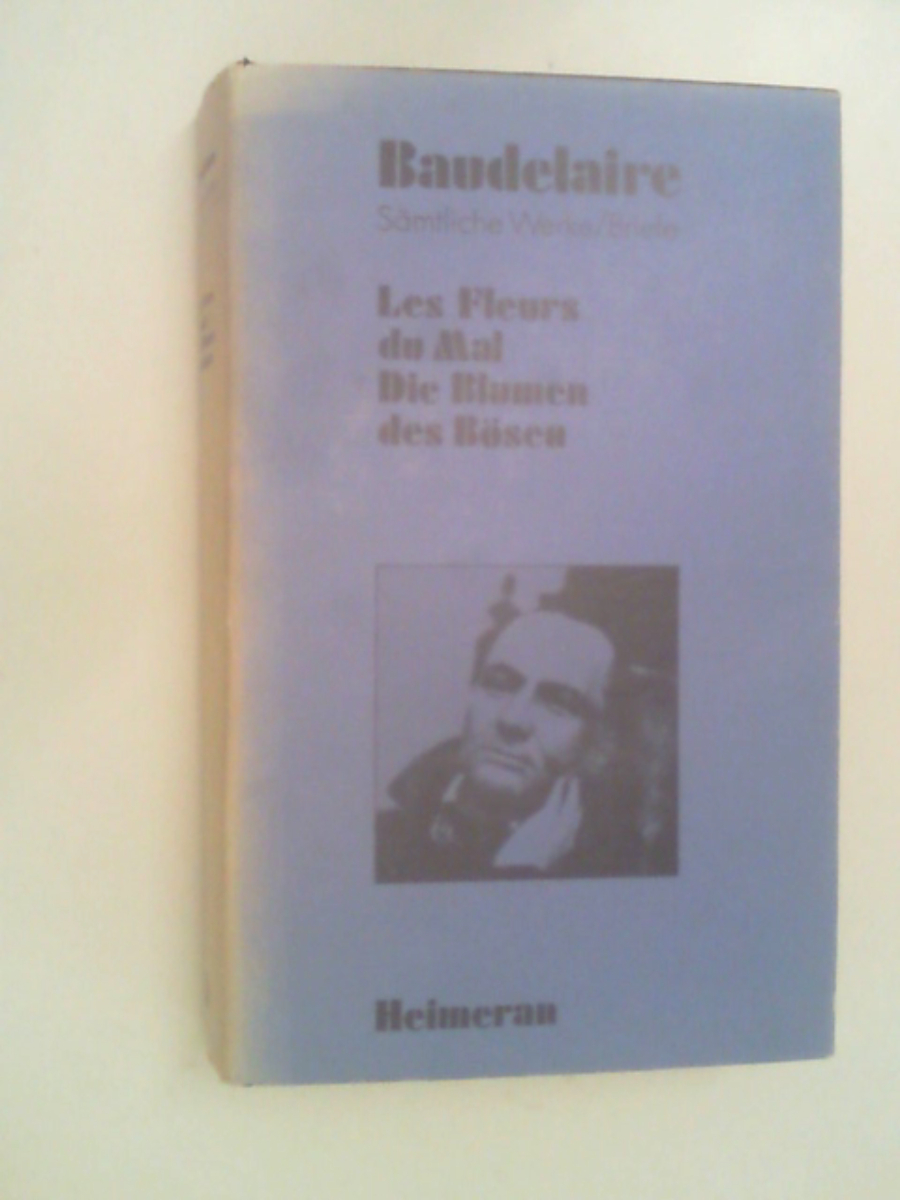 Baudelaire
Sämtliche Werke/Briefe
Les Fleurs
du Mal
Die Blumen
des Bösen
Heimeran